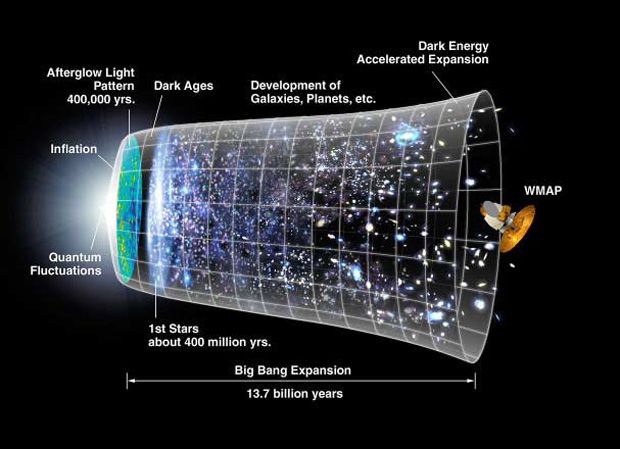 Dark Energy
Accelerated Expansion
Afterglow Light
Pattern
400,000 yrs.
Dark Ages
Development of
Galaxies, Planets, etc.
Inflation
WMAP
Quantum
Fluctuations
1st Stars
about 400 million yrs.
Big Bang Expansion
13.7 billion years